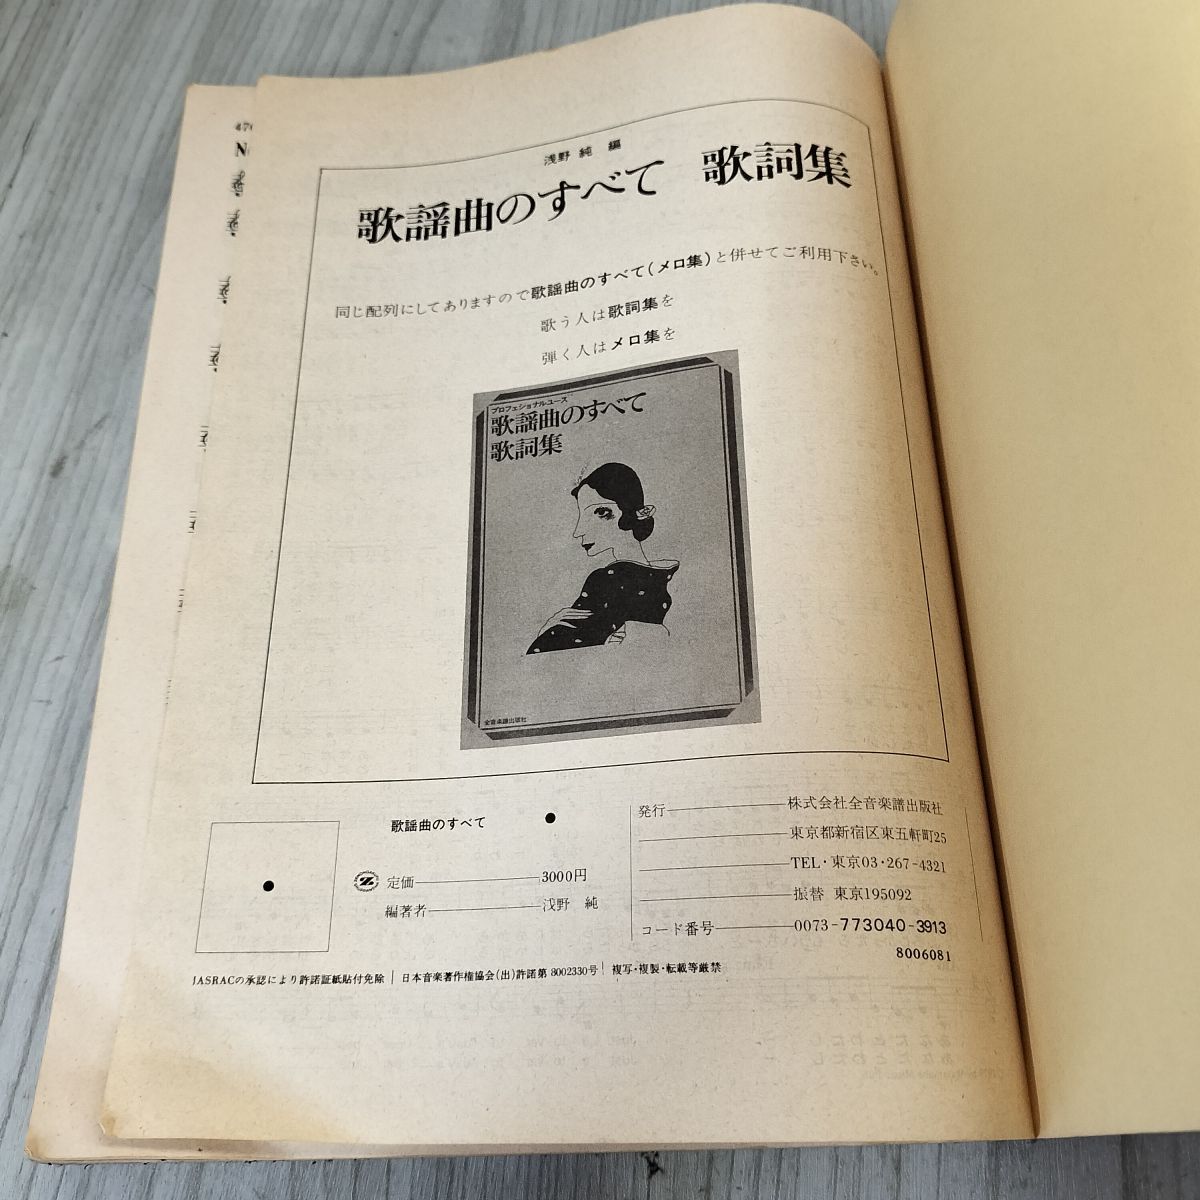 浅野 純 編
歌謡曲のすべて 歌詞集
同じ配列にしてありますので歌謡曲のすべて(メロ集)と併せてご利用下さい。
歌う人は歌詞集を
弾く人はメロ集を
プロフェショナルユース
歌謡曲のすべて
歌詞集
全音楽譜出版社
歌謡曲のすべて
定価 3000円
編著者 浅野 純
発行 株式会社全音楽譜出版社
東京都新宿区東五軒町25
TEL・東京03・267-4321
振替 東京195092
コード番号 0073-773040-3913
8006081
JASRACの承認により許諾証紙貼付免除 | 日本音楽著作権協会(出)許諾第8002330号 | 複写・複製・転載等厳禁